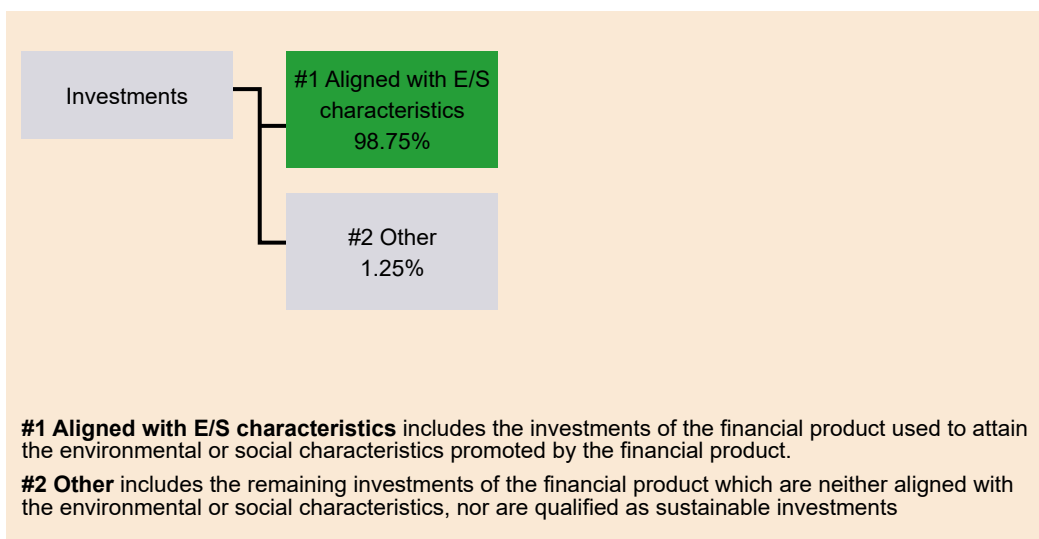 Investments
#1 Aligned with E/S
characteristics
98.75%
#2 Other
1.25%
#1 Aligned with E/S characteristics includes the investments of the financial product used to attain
the environmental or social characteristics promoted by the financial product.
#2 Other includes the remaining investments of the financial product which are neither aligned with
the environmental or social characteristics, nor are qualified as sustainable investments